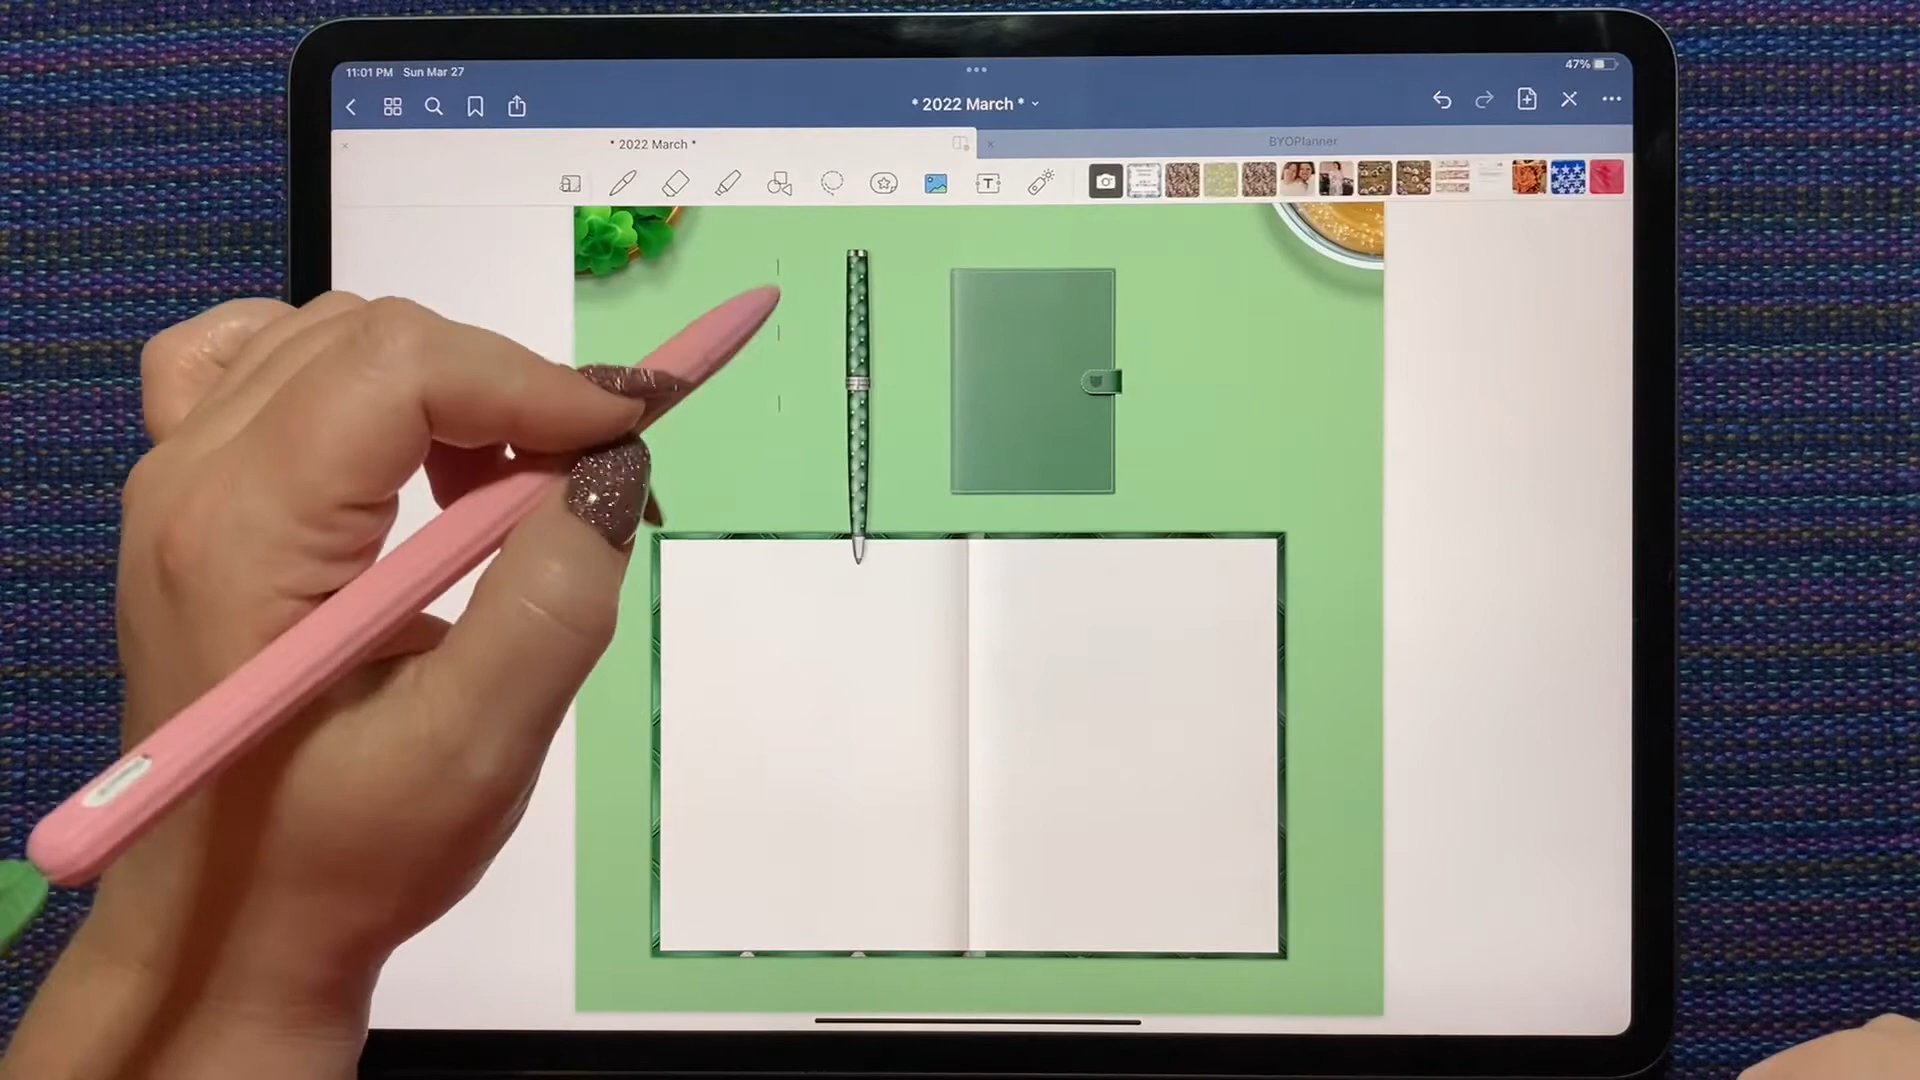 11:01 PM Sun Mar 27
47%
* 2022 March *
* 2022 March *
BYOPlanner
T